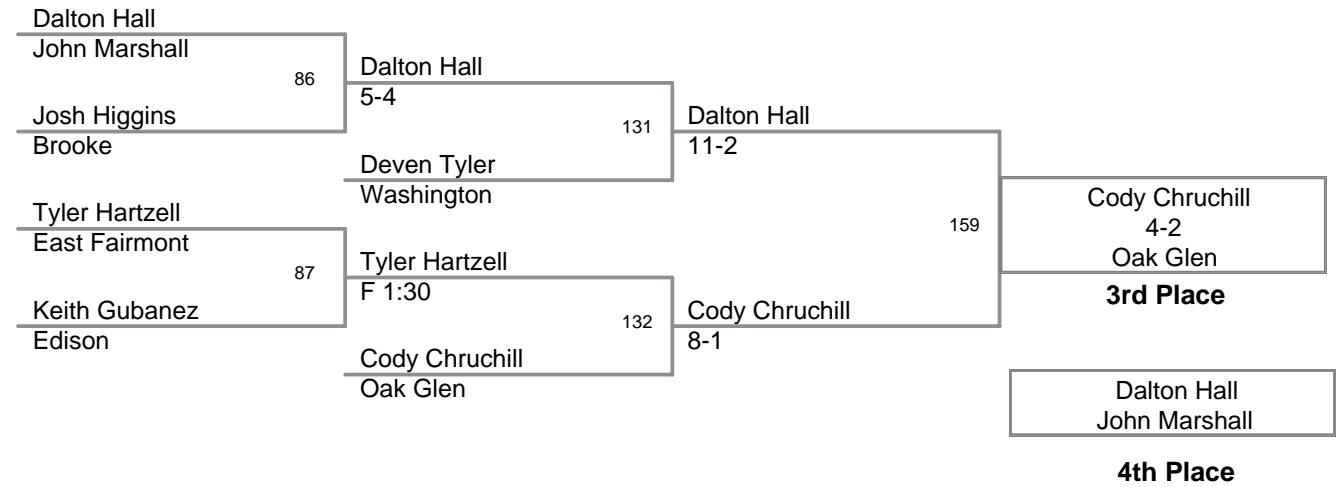 Dalton Hall
John Marshall
86
Josh Higgins
Brooke
Tyler Hartzell
East Fairmont
87
Keith Gubanez
Edison
Dalton Hall
5-4
131
Deven Tyler
Washington
Tyler Hartzell
F 1:30
132
Cody Chruchill
Oak Glen
Dalton Hall
11-2
159
Cody Chruchill
8-1
Cody Chruchill
4-2
Oak Glen
3rd Place
Dalton Hall
John Marshall
4th Place